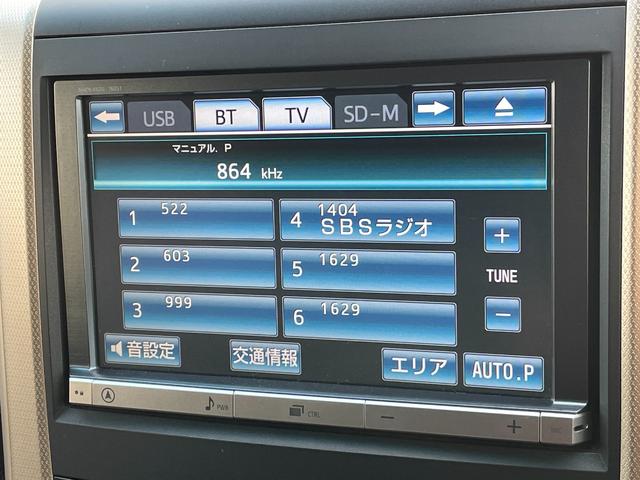 USB BT TV SD-M
マニュアル. P
864 kHz
1 522
4 1404 SBSラジオ
2 603
5 1629
3 999
6 1629
+
TUNE
−
音設定
交通情報
エリア
AUTO.P
PWR
CTRL
− +